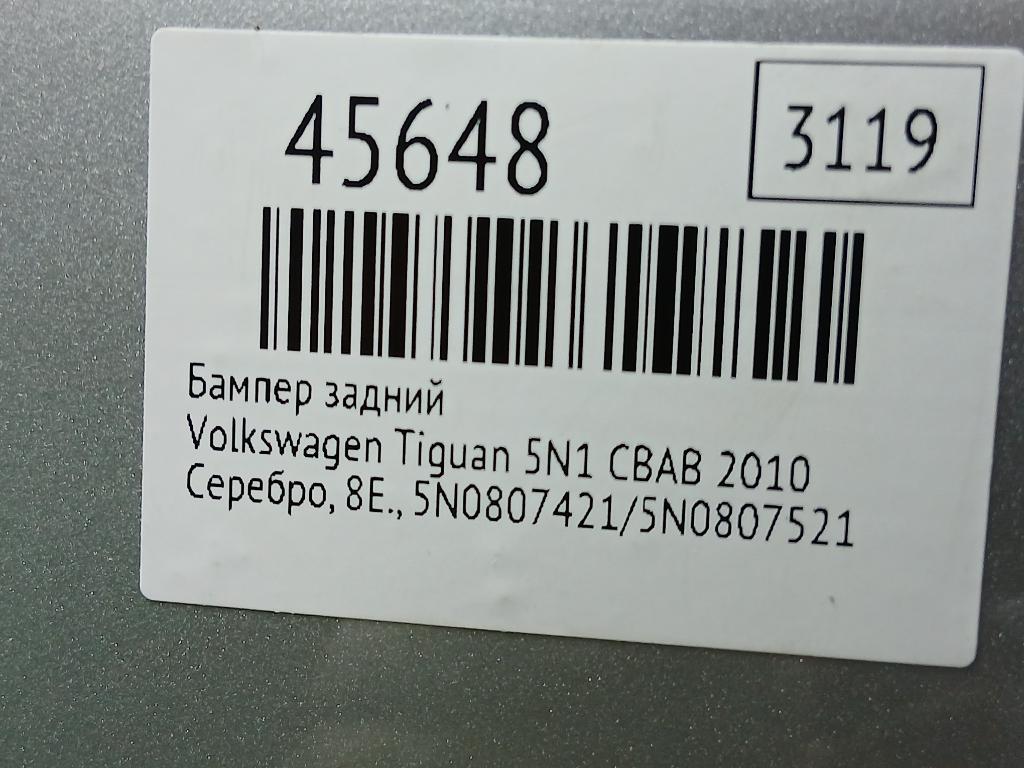 45648
3119
Бампер задний
Volkswagen Tiguan 5N1 CBAB 2010
Серебро, 8E., 5N0807421/5N0807521